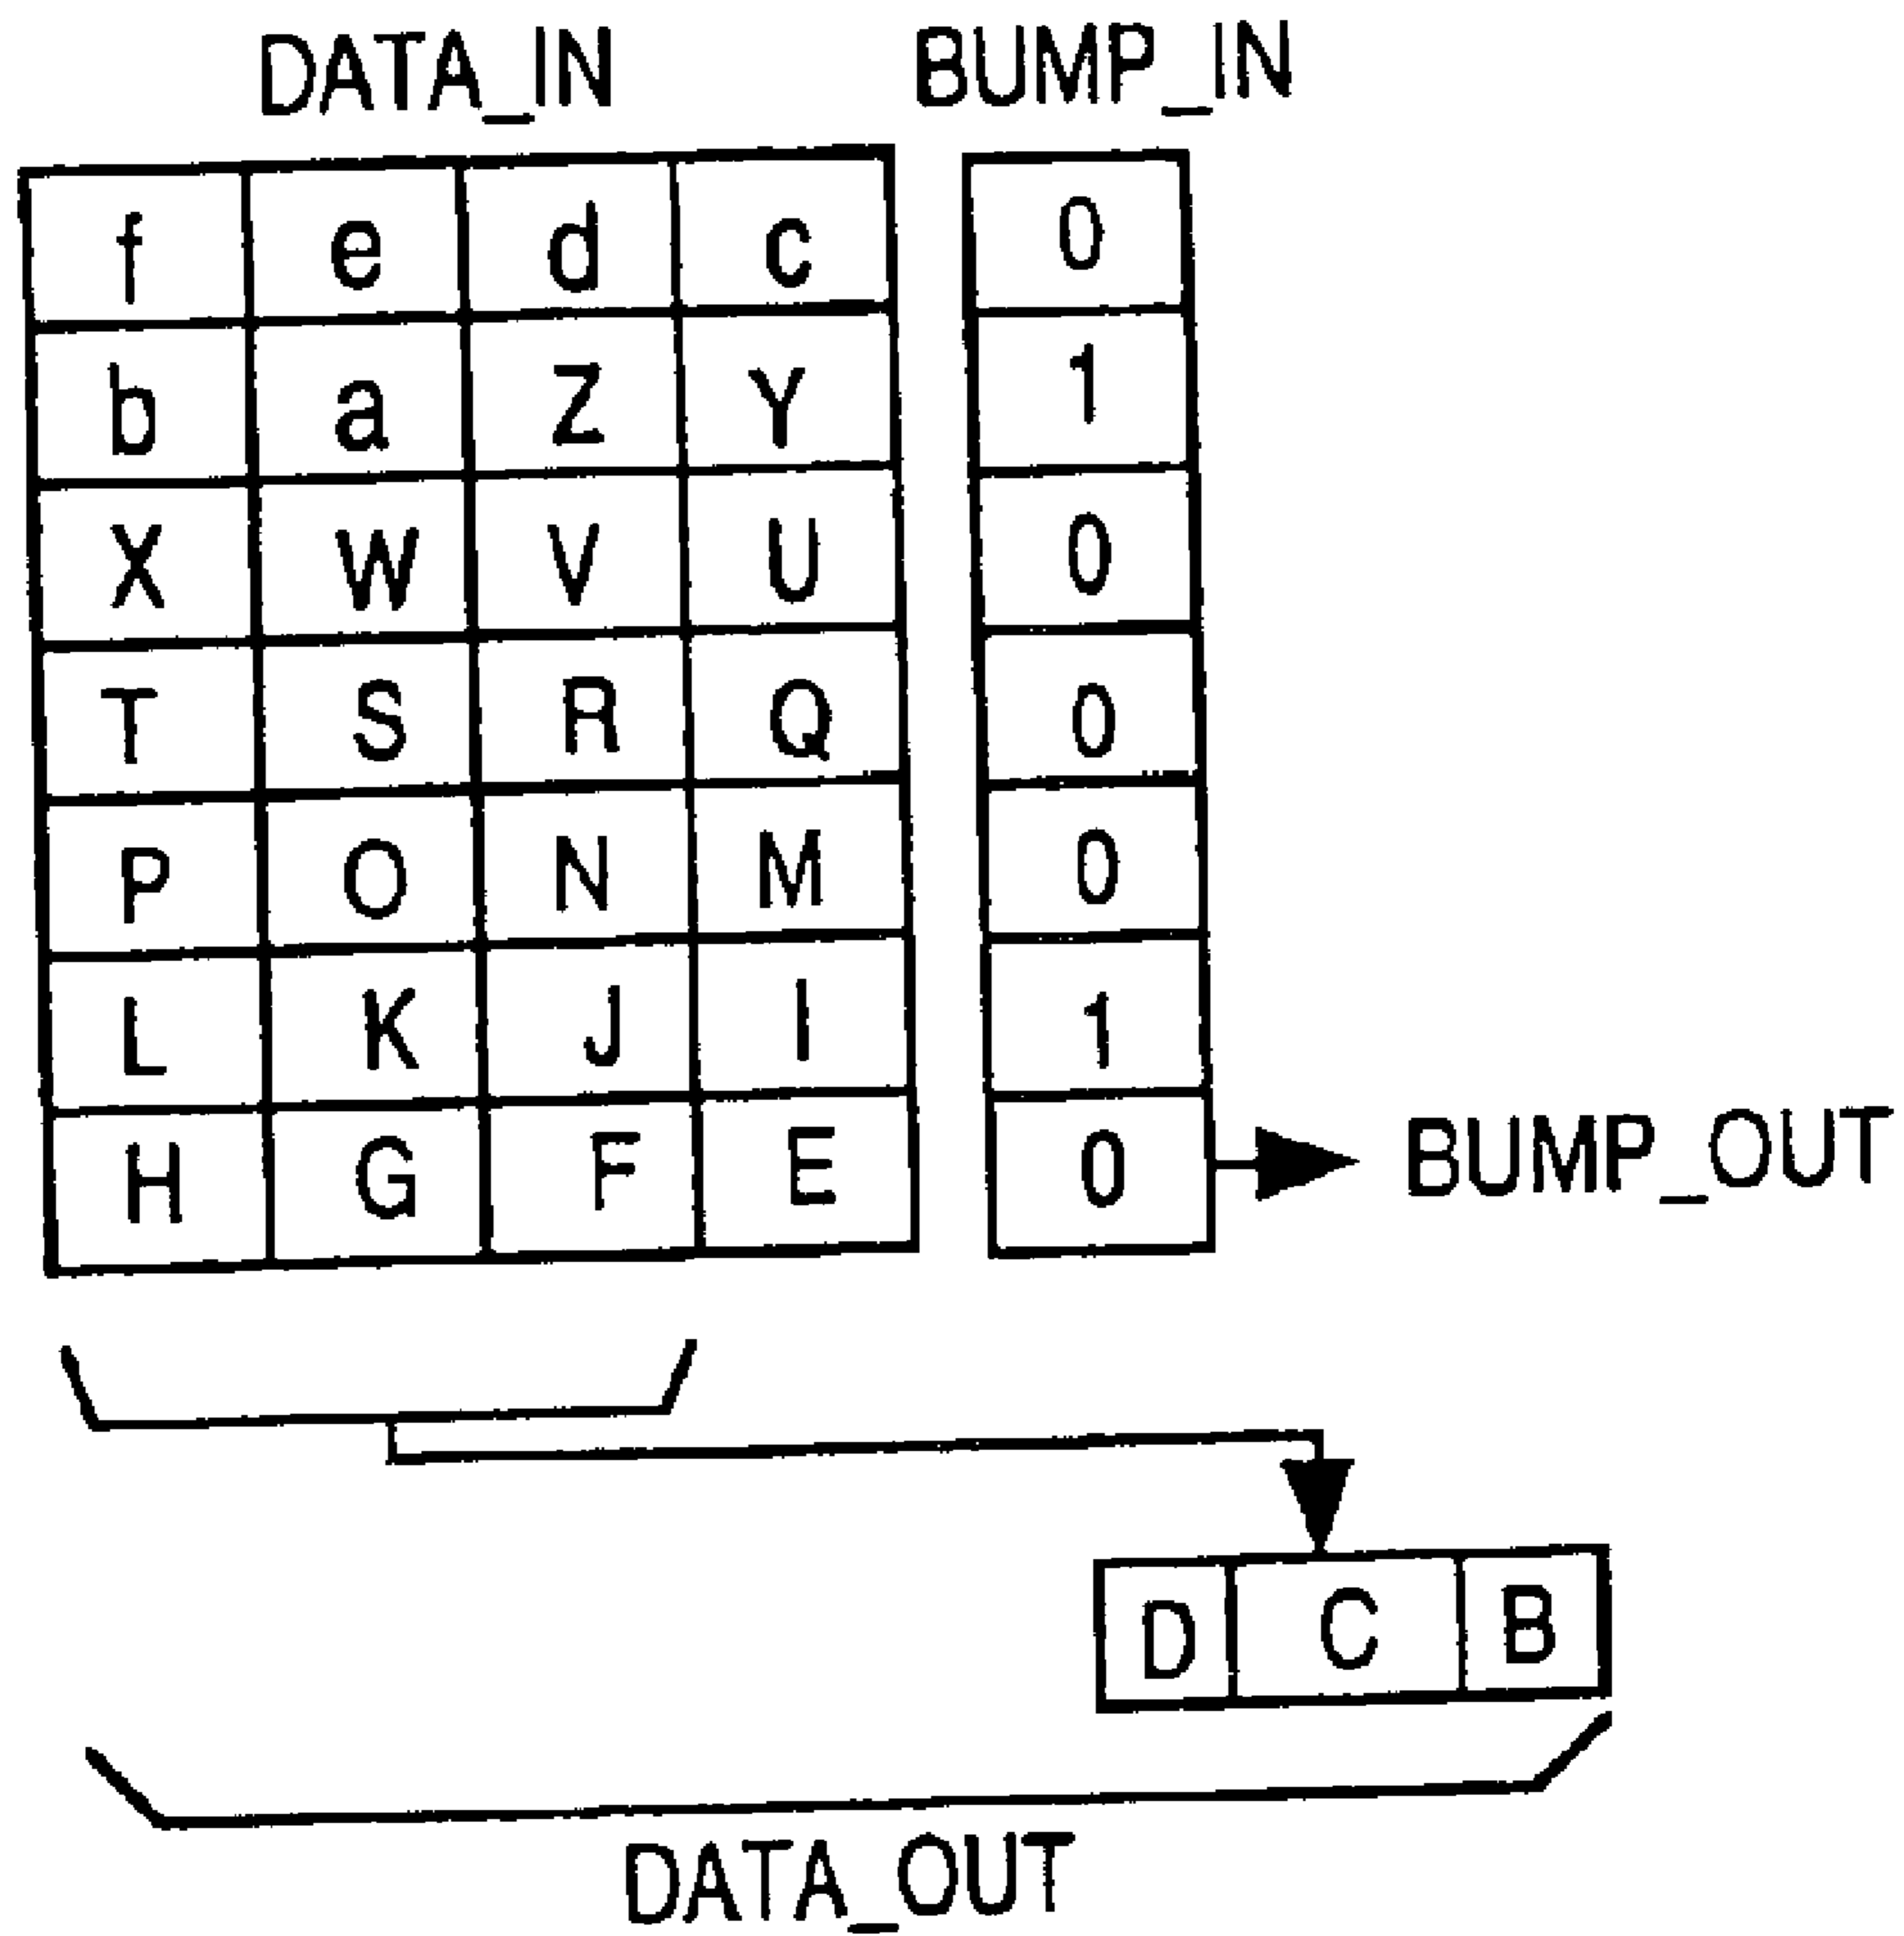 DATA_IN BUMP_IN
f e d c 0
b a Z Y 1
X W V U 0
T S R Q 0
P O N M 0
L K J I 1
H G F E 0 BUMP_OUT
D C B
DATA_OUT